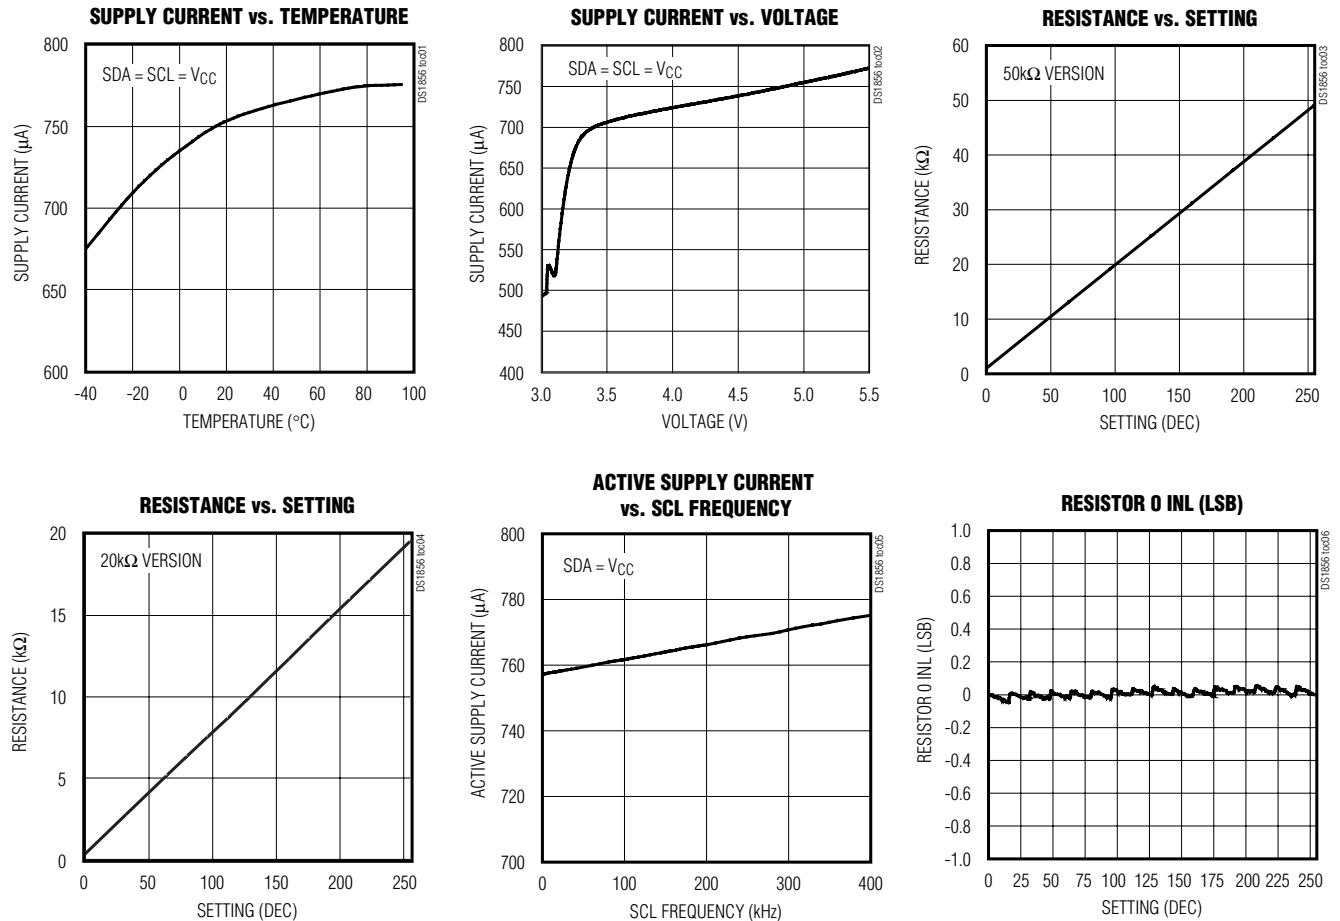 SUPPLY CURRENT vs. TEMPERATURE
800
750
700
650
600
SUPPLY CURRENT (µA)
SDA = SCL = VCC
DS1856 toc01
-40 -20 0 20 40 60 80 100
TEMPERATURE (°C)
SUPPLY CURRENT vs. VOLTAGE
800
750
700
650
600
550
500
450
400
SUPPLY CURRENT (µA)
SDA = SCL = VCC
DS1856 toc02
3.0 3.5 4.0 4.5 5.0 5.5
VOLTAGE (V)
RESISTANCE vs. SETTING
60
50
40
30
20
10
0
RESISTANCE (kΩ)
50kΩ VERSION
DS1856 toc03
0 50 100 150 200 250
SETTING (DEC)
RESISTANCE vs. SETTING
20
15
10
5
0
RESISTANCE (kΩ)
20kΩ VERSION
DS1856 toc04
0 50 100 150 200 250
SETTING (DEC)
ACTIVE SUPPLY CURRENT
vs. SCL FREQUENCY
800
780
760
740
720
700
ACTIVE SUPPLY CURRENT (µA)
SDA = VCC
DS1856 toc05
0 100 200 300 400
SCL FREQUENCY (kHz)
RESISTOR 0 INL (LSB)
1.0
0.8
0.6
0.4
0.2
0
-0.2
-0.4
-0.6
-0.8
-1.0
RESISTOR 0 INL (LSB)
DS1856 toc06
0 25 50 75 100 125 150 175 200 225 250
SETTING (DEC)